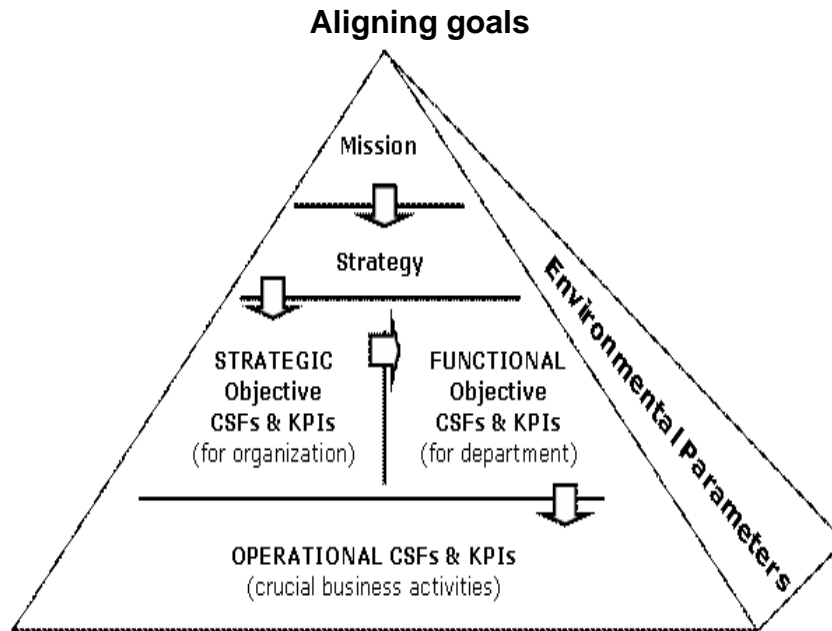 Aligning goals
Mission
Strategy
STRATEGIC
Objective
CSFs & KPIs
(for organization)
FUNCTIONAL
Objective
CSFs & KPIs
(for department)
OPERATIONAL CSFs & KPIs
(crucial business activities)
Environmental Parameters